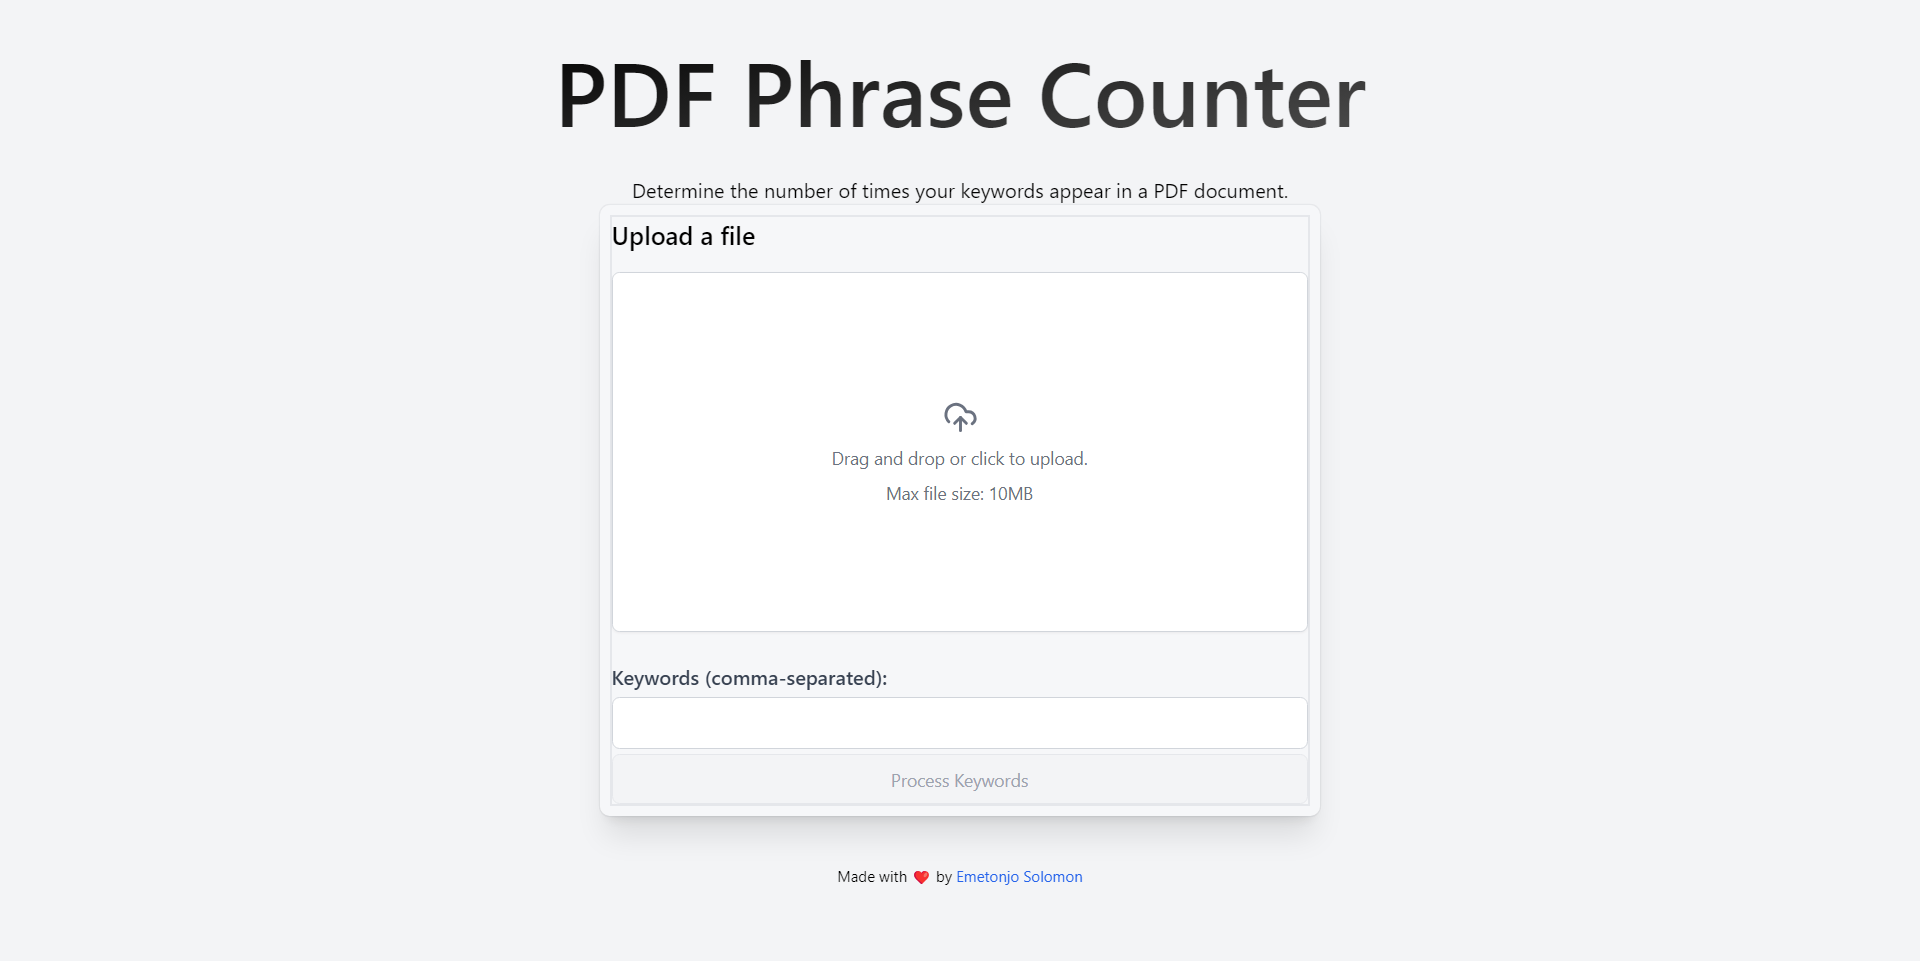 PDF Phrase Counter
Determine the number of times your keywords appear in a PDF document.
Upload a file
Drag and drop or click to upload.
Max file size: 10MB
Keywords (comma-separated):
Process Keywords
Made with ❤️ by Emetonjo Solomon